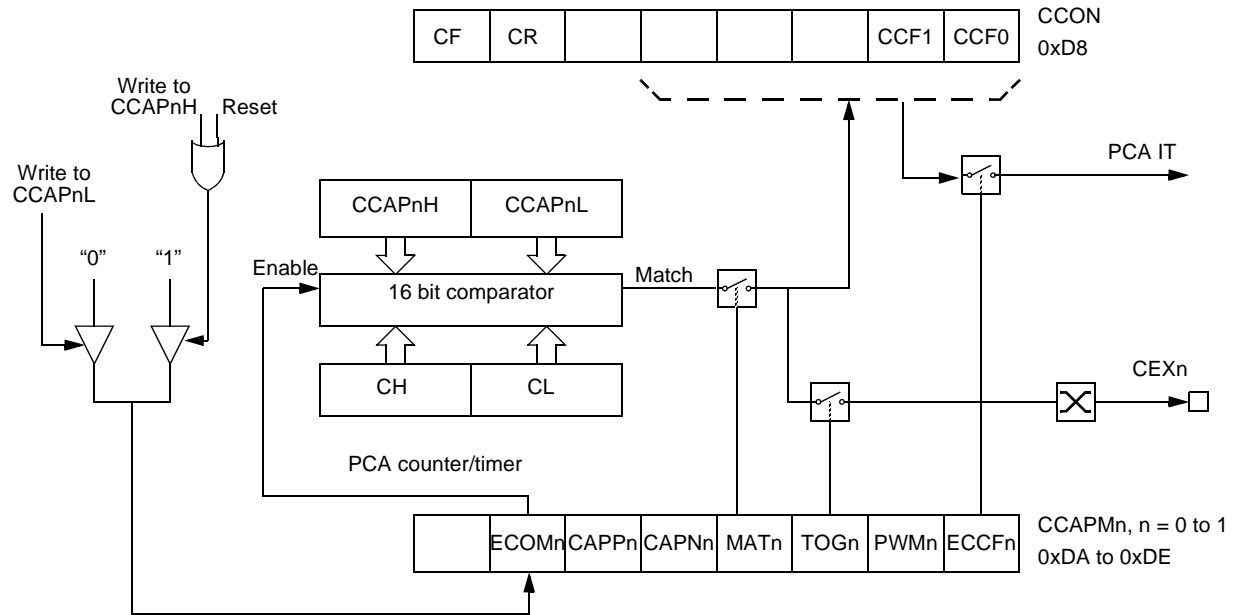 CF CR CCF1 CCF0 CCON
0xD8
Write to
CCAPnH Reset
Write to
CCAPnL
PCA IT
CCAPnH CCAPnL
“0” “1”
Enable
16 bit comparator
Match
CH CL
CEXn
PCA counter/timer
ECOMn CAPPn CAPNn MATn TOGn PWMn ECCFn
CCAPMn, n = 0 to 1
0xDA to 0xDE